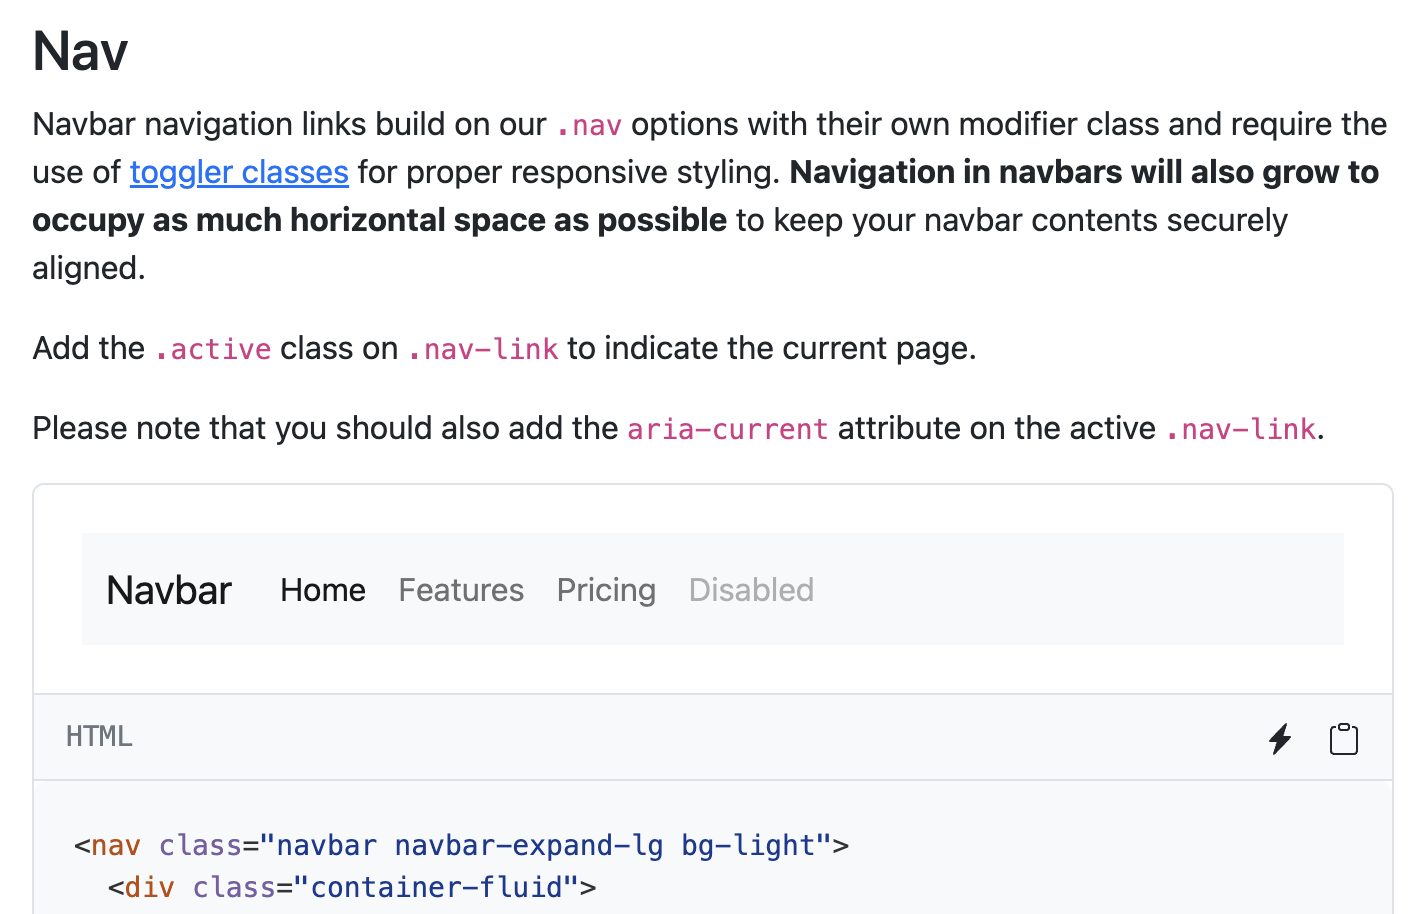 Nav
Navbar navigation links build on our .nav options with their own modifier class and require the
use of toggler classes for proper responsive styling. Navigation in navbars will also grow to
occupy as much horizontal space as possible to keep your navbar contents securely
aligned.
Add the .active class on .nav-link to indicate the current page.
Please note that you should also add the aria-current attribute on the active .nav-link.
Navbar Home Features Pricing Disabled
HTML
<nav class="navbar navbar-expand-lg bg-light">
<div class="container-fluid">